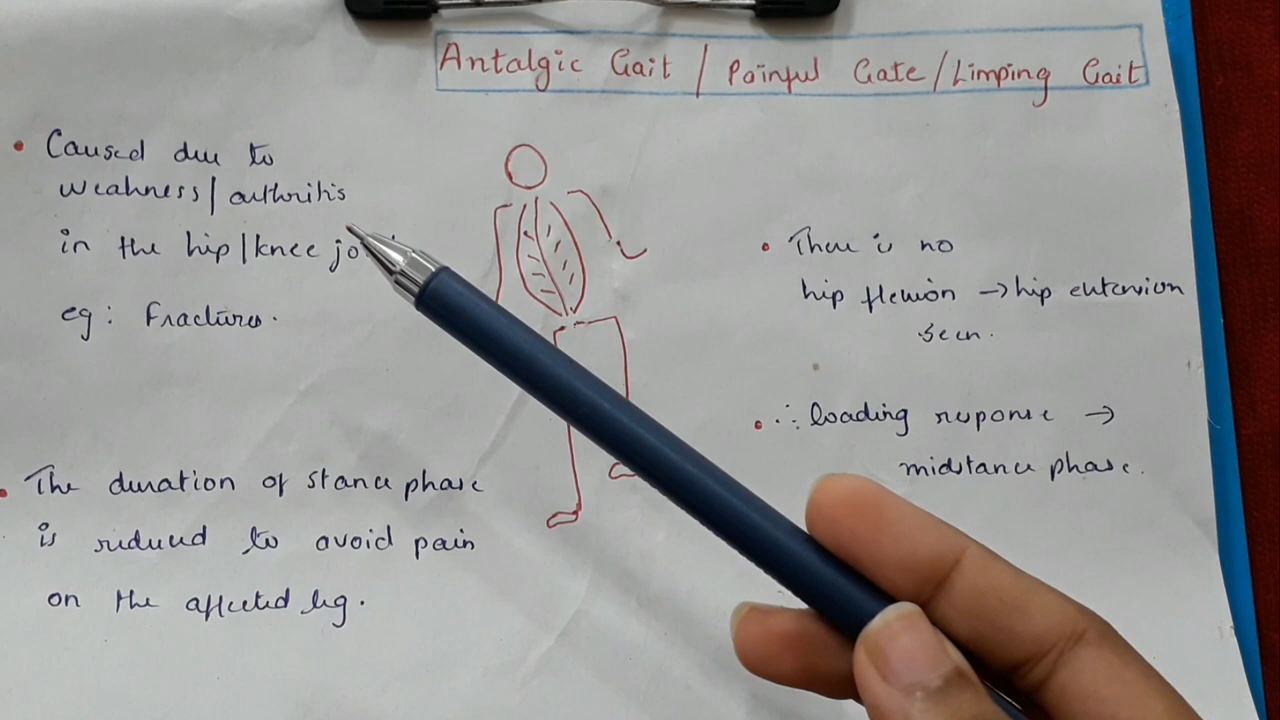 Antalgic Gait / Painful Gate / Limping Gait
• Caused due to
weakness / arthritis
in the hip / knee
eg: Fractures.
• The duration of stance phase
is reduced to avoid pain
on the affected leg.
• There is no
hip flexion → hip extension
seen.
• ∴ loading response →
midstance phase.